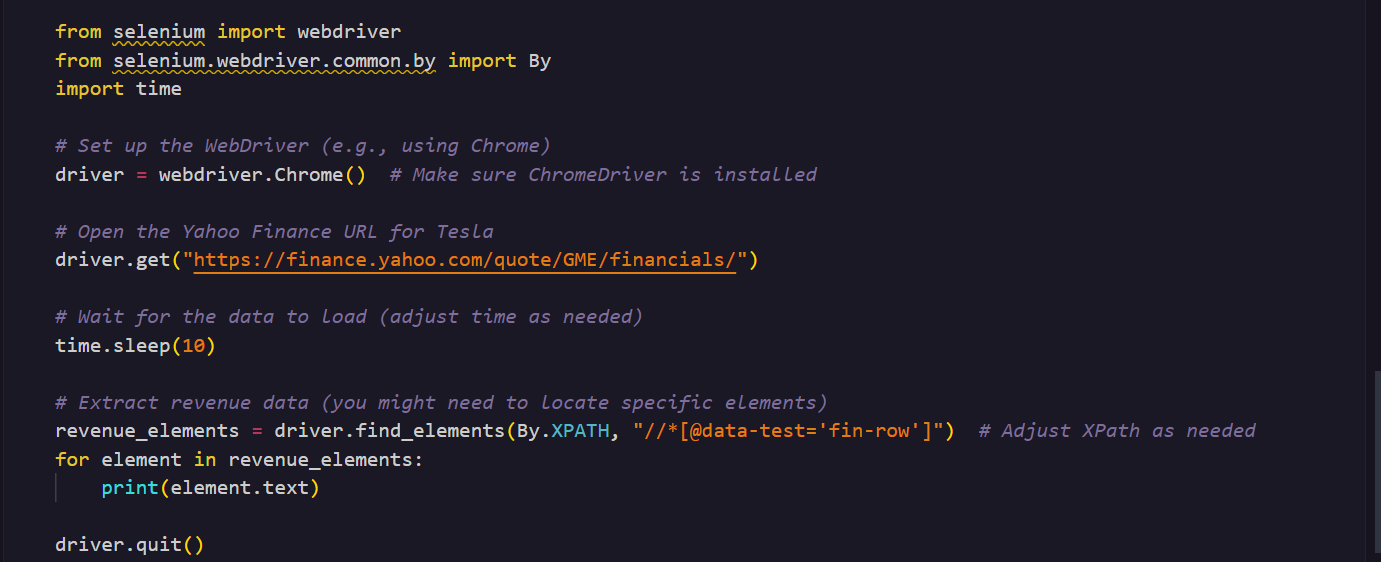 from selenium import webdriver
from selenium.webdriver.common.by import By
import time
# Set up the WebDriver (e.g., using Chrome)
driver = webdriver.Chrome()  # Make sure ChromeDriver is installed
# Open the Yahoo Finance URL for Tesla
driver.get("https://finance.yahoo.com/quote/GME/financials/")
# Wait for the data to load (adjust time as needed)
time.sleep(10)
# Extract revenue data (you might need to locate specific elements)
revenue_elements = driver.find_elements(By.XPATH, "//*[@data-test='fin-row']")  # Adjust XPath as needed
for element in revenue_elements:
    print(element.text)
driver.quit()